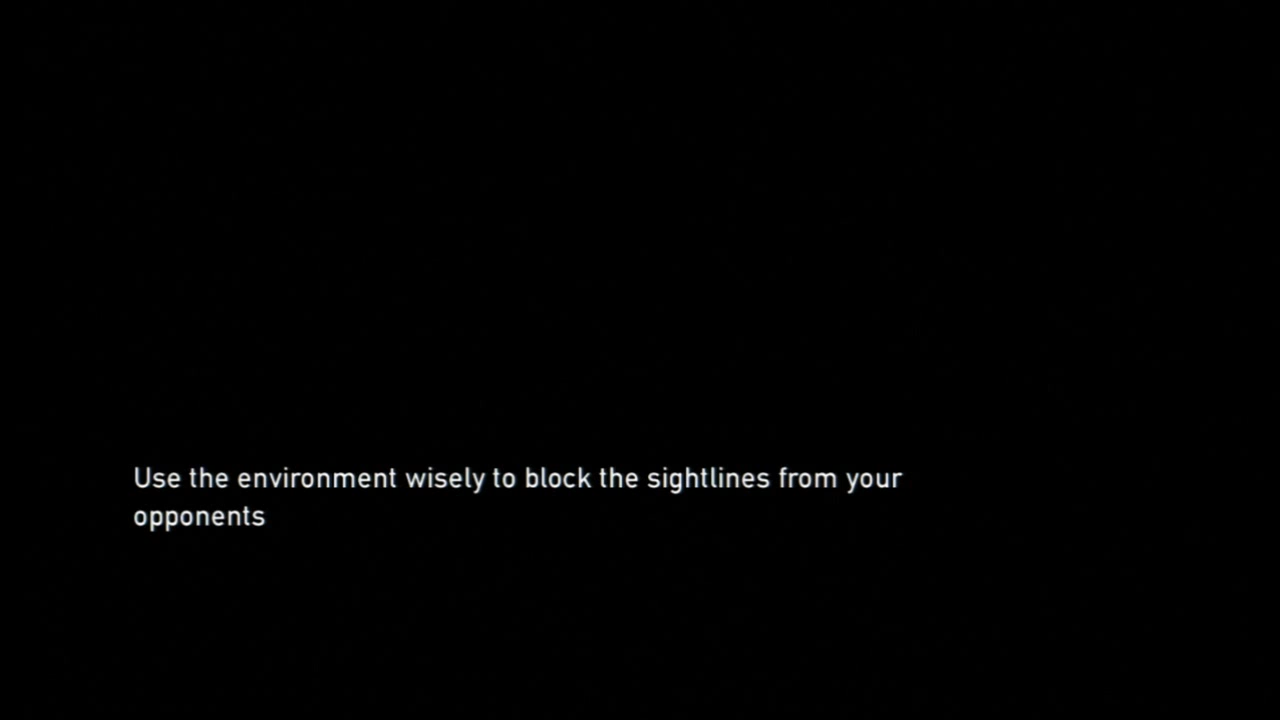 Use the environment wisely to block the sightlines from your
opponents